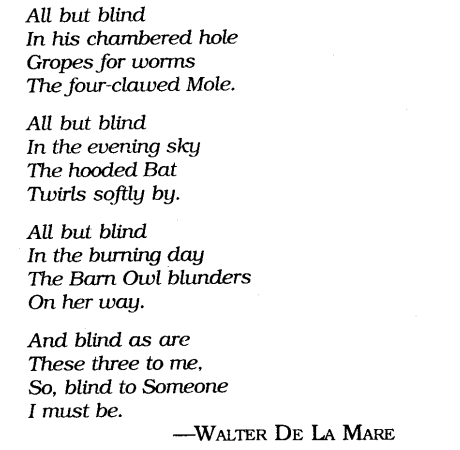 All but blind
In his chambered hole
Gropes for worms
The four-clawed Mole.
All but blind
In the evening sky
The hooded Bat
Twirls softly by.
All but blind
In the burning day
The Barn Owl blunders
On her way.
And blind as are
These three to me,
So, blind to Someone
I must be.
—WALTER DE LA MARE